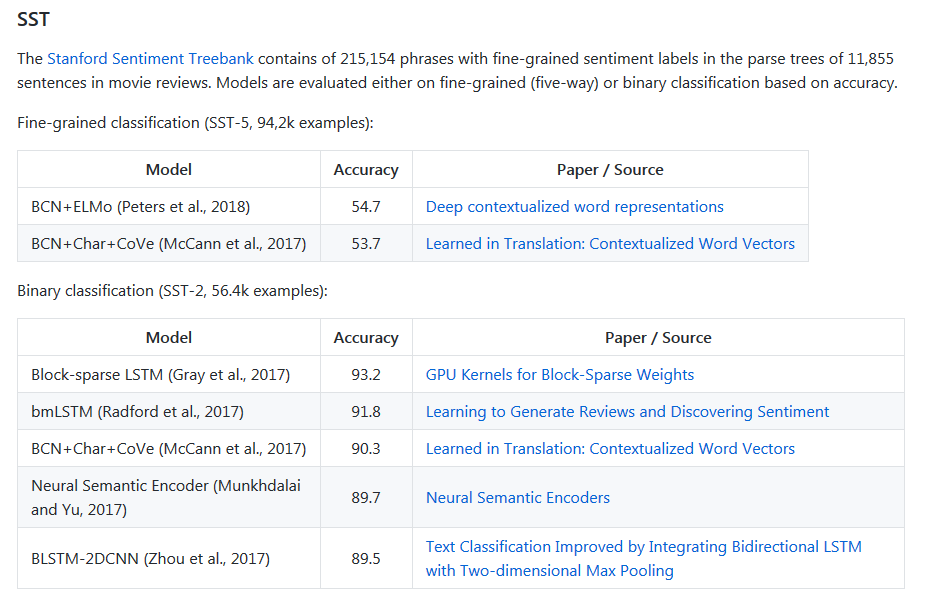 SST
The Stanford Sentiment Treebank contains of 215,154 phrases with fine-grained sentiment labels in the parse trees of 11,855
sentences in movie reviews. Models are evaluated either on fine-grained (five-way) or binary classification based on accuracy.
Fine-grained classification (SST-5, 94,2k examples):
Model Accuracy Paper / Source
BCN+ELMo (Peters et al., 2018) 54.7 Deep contextualized word representations
BCN+Char+CoVe (McCann et al., 2017) 53.7 Learned in Translation: Contextualized Word Vectors
Binary classification (SST-2, 56.4k examples):
Model Accuracy Paper / Source
Block-sparse LSTM (Gray et al., 2017) 93.2 GPU Kernels for Block-Sparse Weights
bmLSTM (Radford et al., 2017) 91.8 Learning to Generate Reviews and Discovering Sentiment
BCN+Char+CoVe (McCann et al., 2017) 90.3 Learned in Translation: Contextualized Word Vectors
Neural Semantic Encoder (Munkhdalai
and Yu, 2017) 89.7 Neural Semantic Encoders
BLSTM-2DCNN (Zhou et al., 2017) 89.5 Text Classification Improved by Integrating Bidirectional LSTM
with Two-dimensional Max Pooling